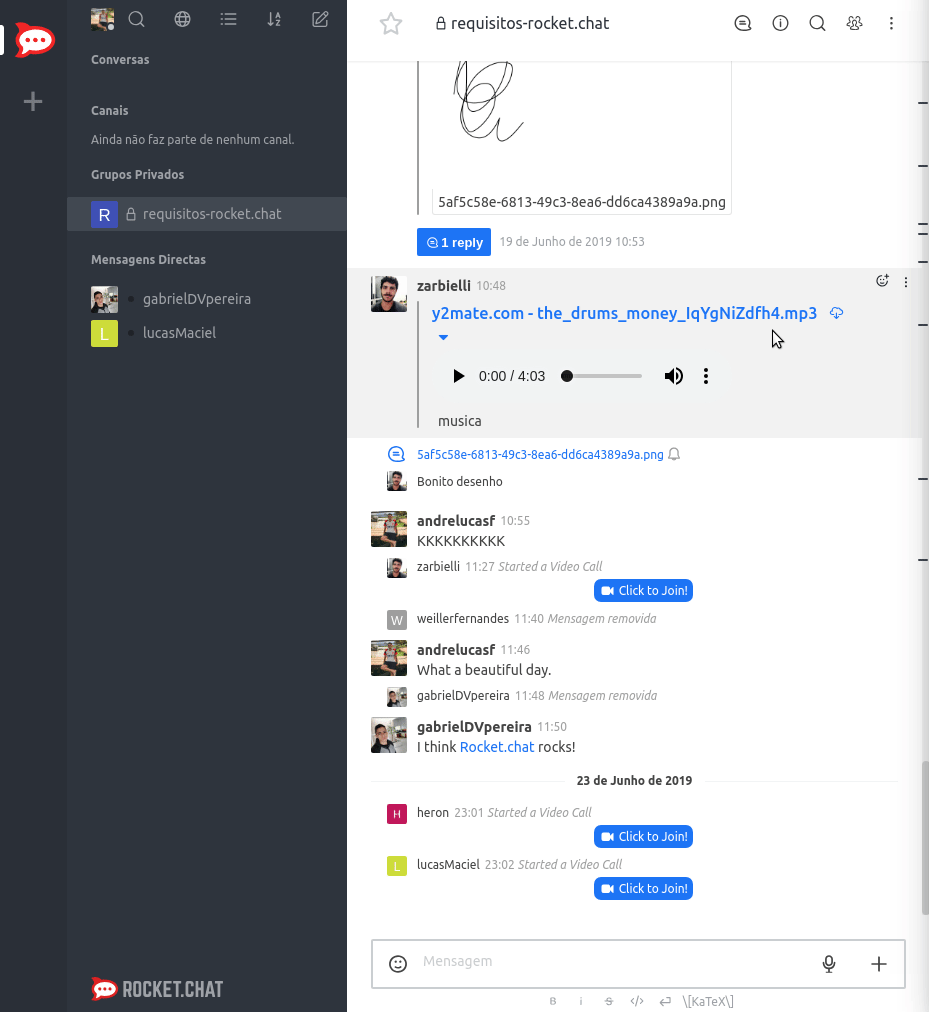 Conversas
Canais
Ainda não faz parte de nenhum canal.
Grupos Privados
R requisitos-rocket.chat
Mensagens Directas
gabrielDVpereira
L lucasMaciel
ROCKET.CHAT
requisitos-rocket.chat
5af5c58e-6813-49c3-8ea6-dd6ca4389a9a.png
1 reply 19 de Junho de 2019 10:53
zarbielli 10:48
y2mate.com - the_drums_money_IqYgNiZdfh4.mp3
0:00 / 4:03
musica
5af5c58e-6813-49c3-8ea6-dd6ca4389a9a.png
Bonito desenho
andrelucasf 10:55
KKKKKKKKKK
zarbielli 11:27 Started a Video Call
Click to Join!
W weillerfernandes 11:40 Mensagem removida
andrelucasf 11:46
What a beautiful day.
gabrielDVpereira 11:48 Mensagem removida
gabrielDVpereira 11:50
I think Rocket.chat rocks!
23 de Junho de 2019
H heron 23:01 Started a Video Call
Click to Join!
L lucasMaciel 23:02 Started a Video Call
Click to Join!
Mensagem
B i S </> \[KaTeX\]